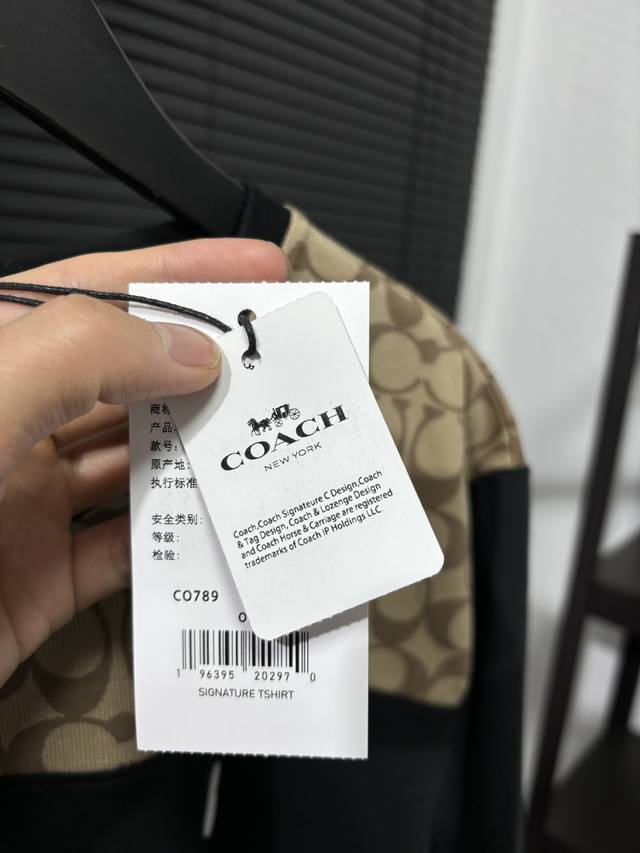 COACH
NEW YORK
Coach.Coach Signateure C Design.Coach
& Tag Design, Coach & Lozenge Design
and Coach Horse & Carriage are registered
trademarks of Coach iP Holdings LLC
商标
产品
款号:
原产地:
执行标准
安全类别:
等级:
检验:
CO789
1 96395 20297 0
SIGNATURE TSHIRT